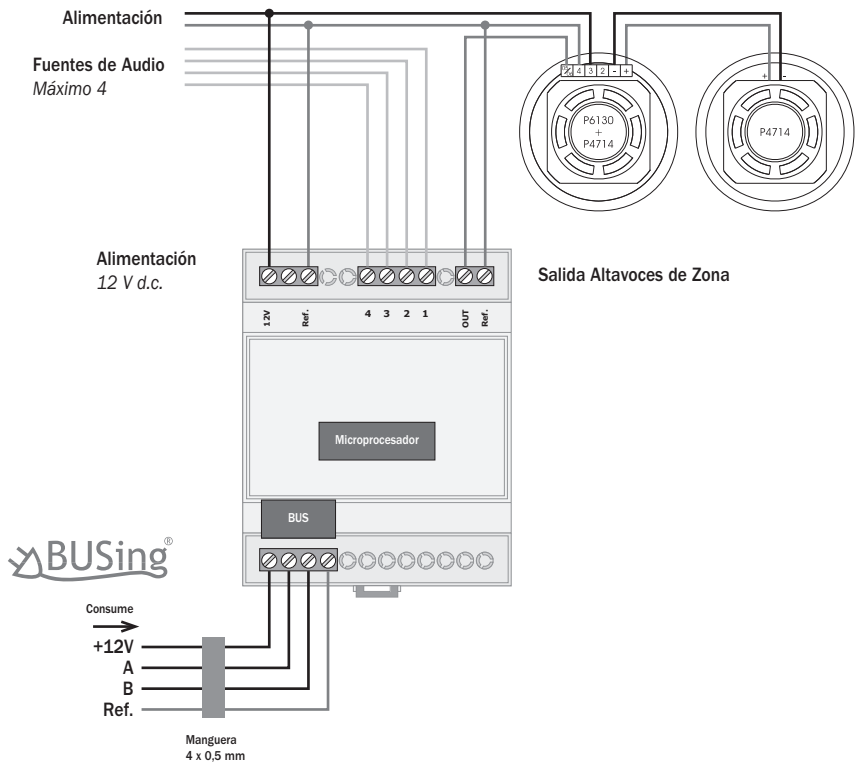 Alimentación
Fuentes de Audio
Máximo 4
4 3 2 - +
+ -
P6130
+
P4714
P4714
Alimentación
12 V d.c.
Salida Altavoces de Zona
12V Ref. 4 3 2 1 OUT Ref.
Microprocesador
BUS
BUSing®
Consume
+12V
A
B
Ref.
Manguera
4 x 0,5 mm